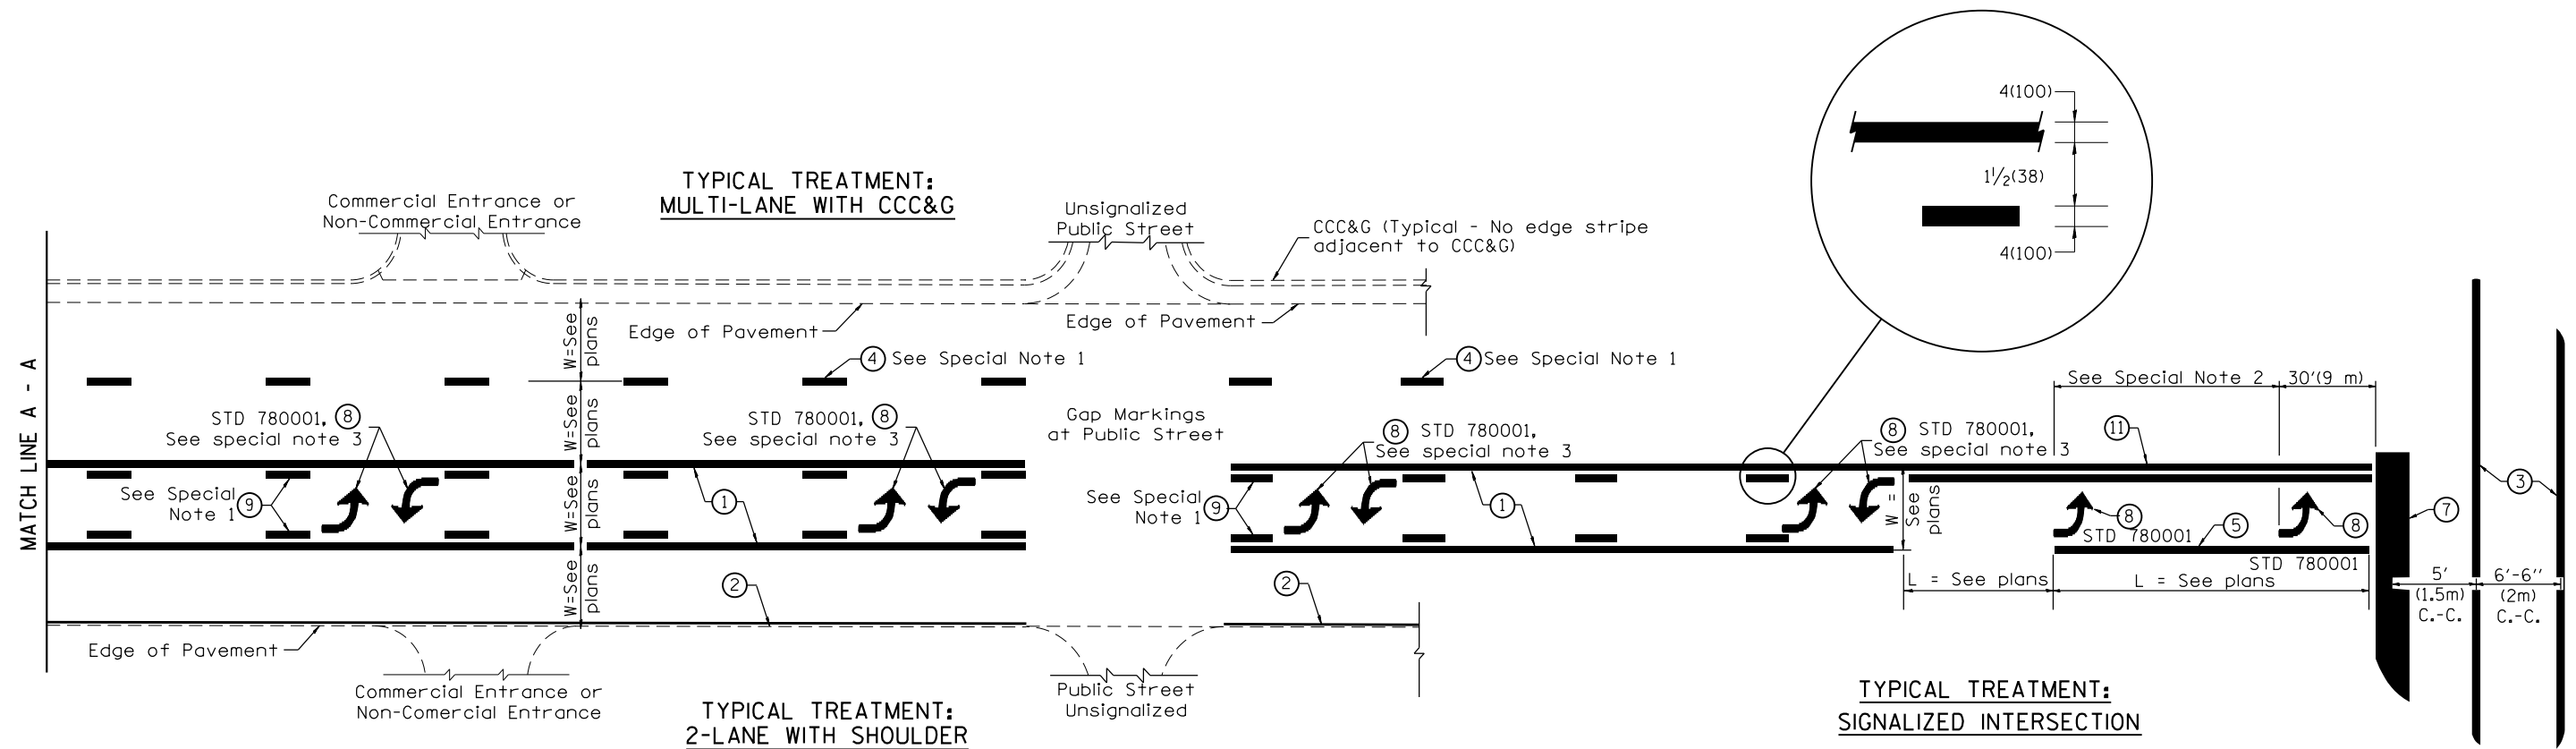 4(100)
1 1/2(38)
4(100)
TYPICAL TREATMENT:
MULTI-LANE WITH CCC&G
Commercial Entrance or
Non-Commercial Entrance
Unsignalized
Public Street
CCC&G (Typical - No edge stripe
adjacent to CCC&G)
Edge of Pavement
Edge of Pavement
W=See
plans
4 See Special Note 1
4 See Special Note 1
MATCH LINE A - A
STD 780001, 8
See special note 3
W=See
plans
STD 780001, 8
See special note 3
Gap Markings
at Public Street
8 STD 780001,
See special note 3
8 STD 780001,
See special note 3
See Special Note 2
30'(9 m)
11
See Special
Note 1
9
W=See
plans
1
See Special
Note 1
9
1
W =
See
plans
8
STD 780001
5
8
STD 780001
7
3
L = See plans
L = See plans
5'
(1.5m)
C.-C.
6'-6''
(2m)
C.-C.
W=See
plans
2
2
Edge of Pavement
Commercial Entrance or
Non-Comercial Entrance
Public Street
Unsignalized
TYPICAL TREATMENT:
2-LANE WITH SHOULDER
TYPICAL TREATMENT:
SIGNALIZED INTERSECTION